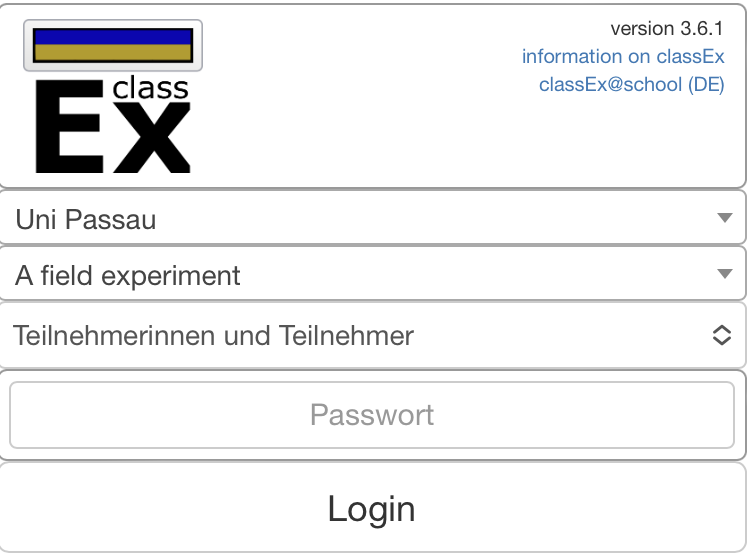 class
Ex
version 3.6.1
information on classEx
classEx@school (DE)
Uni Passau
A field experiment
Teilnehmerinnen und Teilnehmer
Passwort
Login